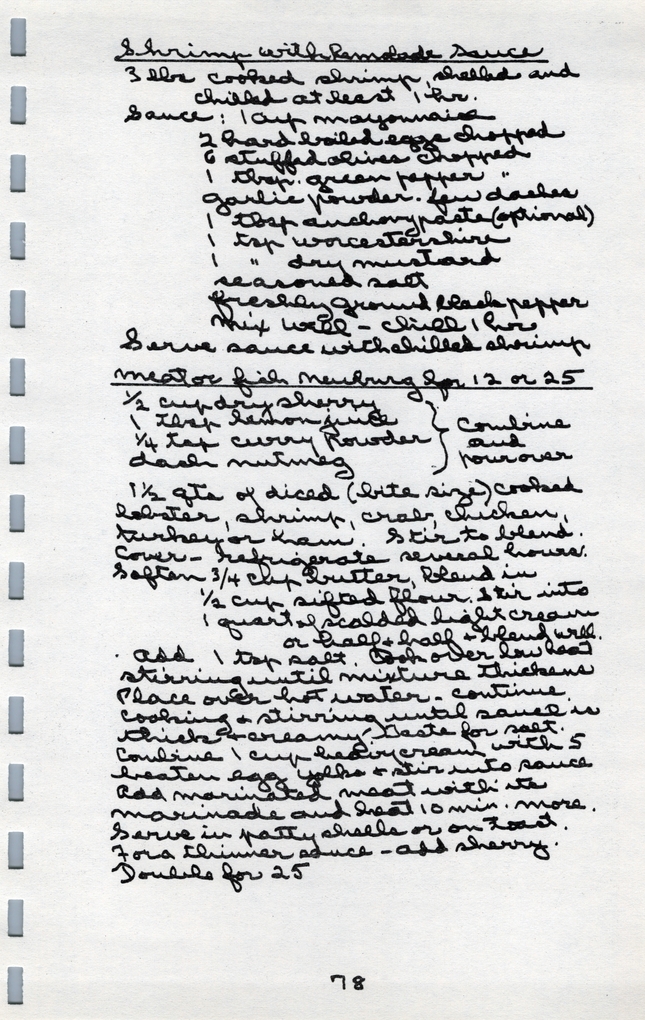 Shrimp with Remolade Sauce
3 lbs cooked shrimp, shelled and
chilled at least 1 hr.
Sauce: 1 cup mayonnaise
2 hard boiled eggs chopped
6 stuffed olives chopped
1 tbsp. green pepper "
garlic powder. few dashes
1 tbsp anchovy paste (optional)
1 tsp worcestershire
1 " dry mustard
seasoned salt
freshly ground black pepper
mix well - chill 1 hr
Serve sauce with chilled shrimp
Meat or fish Newburg for 12 or 25
1/2 cup dry sherry
1 tbsp lemon juice
1/4 tsp curry Powder
dash nutmeg
} Combine
and
pour over
1 1/2 qts of diced (bite size) cooked
lobster, shrimp, crab, chicken,
turkey or ham. Stir to blend.
Cover - refrigerate several hours.
Soften 3/4 cup butter, blend in
1/2 cup sifted flour. Stir into
1 quart of scalded light cream
or half + half + blend well.
Add 1 tsp salt. Cook over low heat
stirring until mixture thickens
Place over hot water - continue
cooking + stirring until sauce is
thick + creamy. Taste for salt.
Combine 1 cup heavy cream with 5
beaten egg yolks + stir into sauce
Add marinated meat with its
marinade and heat 10 min. more.
Serve in patty shells or on Toast.
For a thinner sauce - add sherry.
Double for 25
78